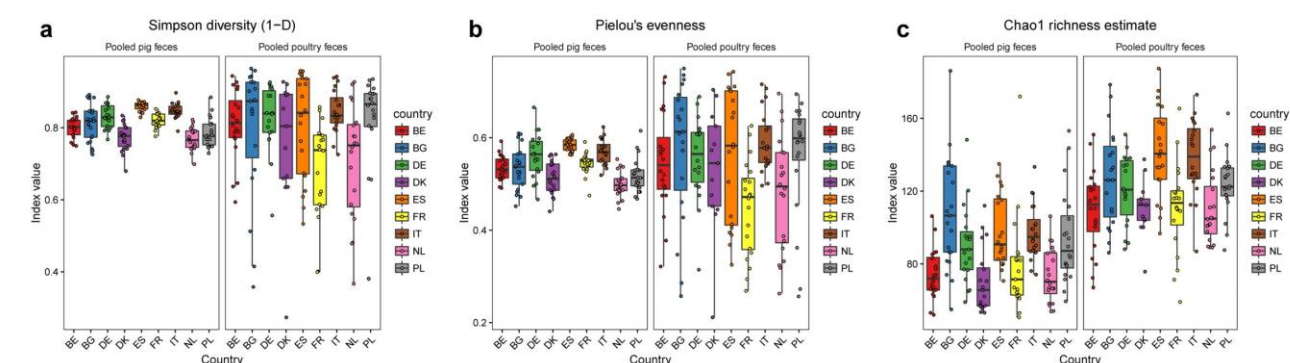 a
Simpson diversity (1−D)
Pooled pig feces
Pooled poultry feces
Index value
0.8
0.6
0.4
BE
BG
DE
DK
ES
FR
IT
NL
PL
BE
BG
DE
DK
ES
FR
IT
NL
PL
Country
country
BE
BG
DE
DK
ES
FR
IT
NL
PL
b
Pielou's evenness
Pooled pig feces
Pooled poultry feces
Index value
0.6
0.4
0.2
BE
BG
DE
DK
ES
FR
IT
NL
PL
BE
BG
DE
DK
ES
FR
IT
NL
PL
Country
country
BE
BG
DE
DK
ES
FR
IT
NL
PL
c
Chao1 richness estimate
Pooled pig feces
Pooled poultry feces
Index value
160
120
80
BE
BG
DE
DK
ES
FR
IT
NL
PL
BE
BG
DE
DK
ES
FR
IT
NL
PL
Country
country
BE
BG
DE
DK
ES
FR
IT
NL
PL